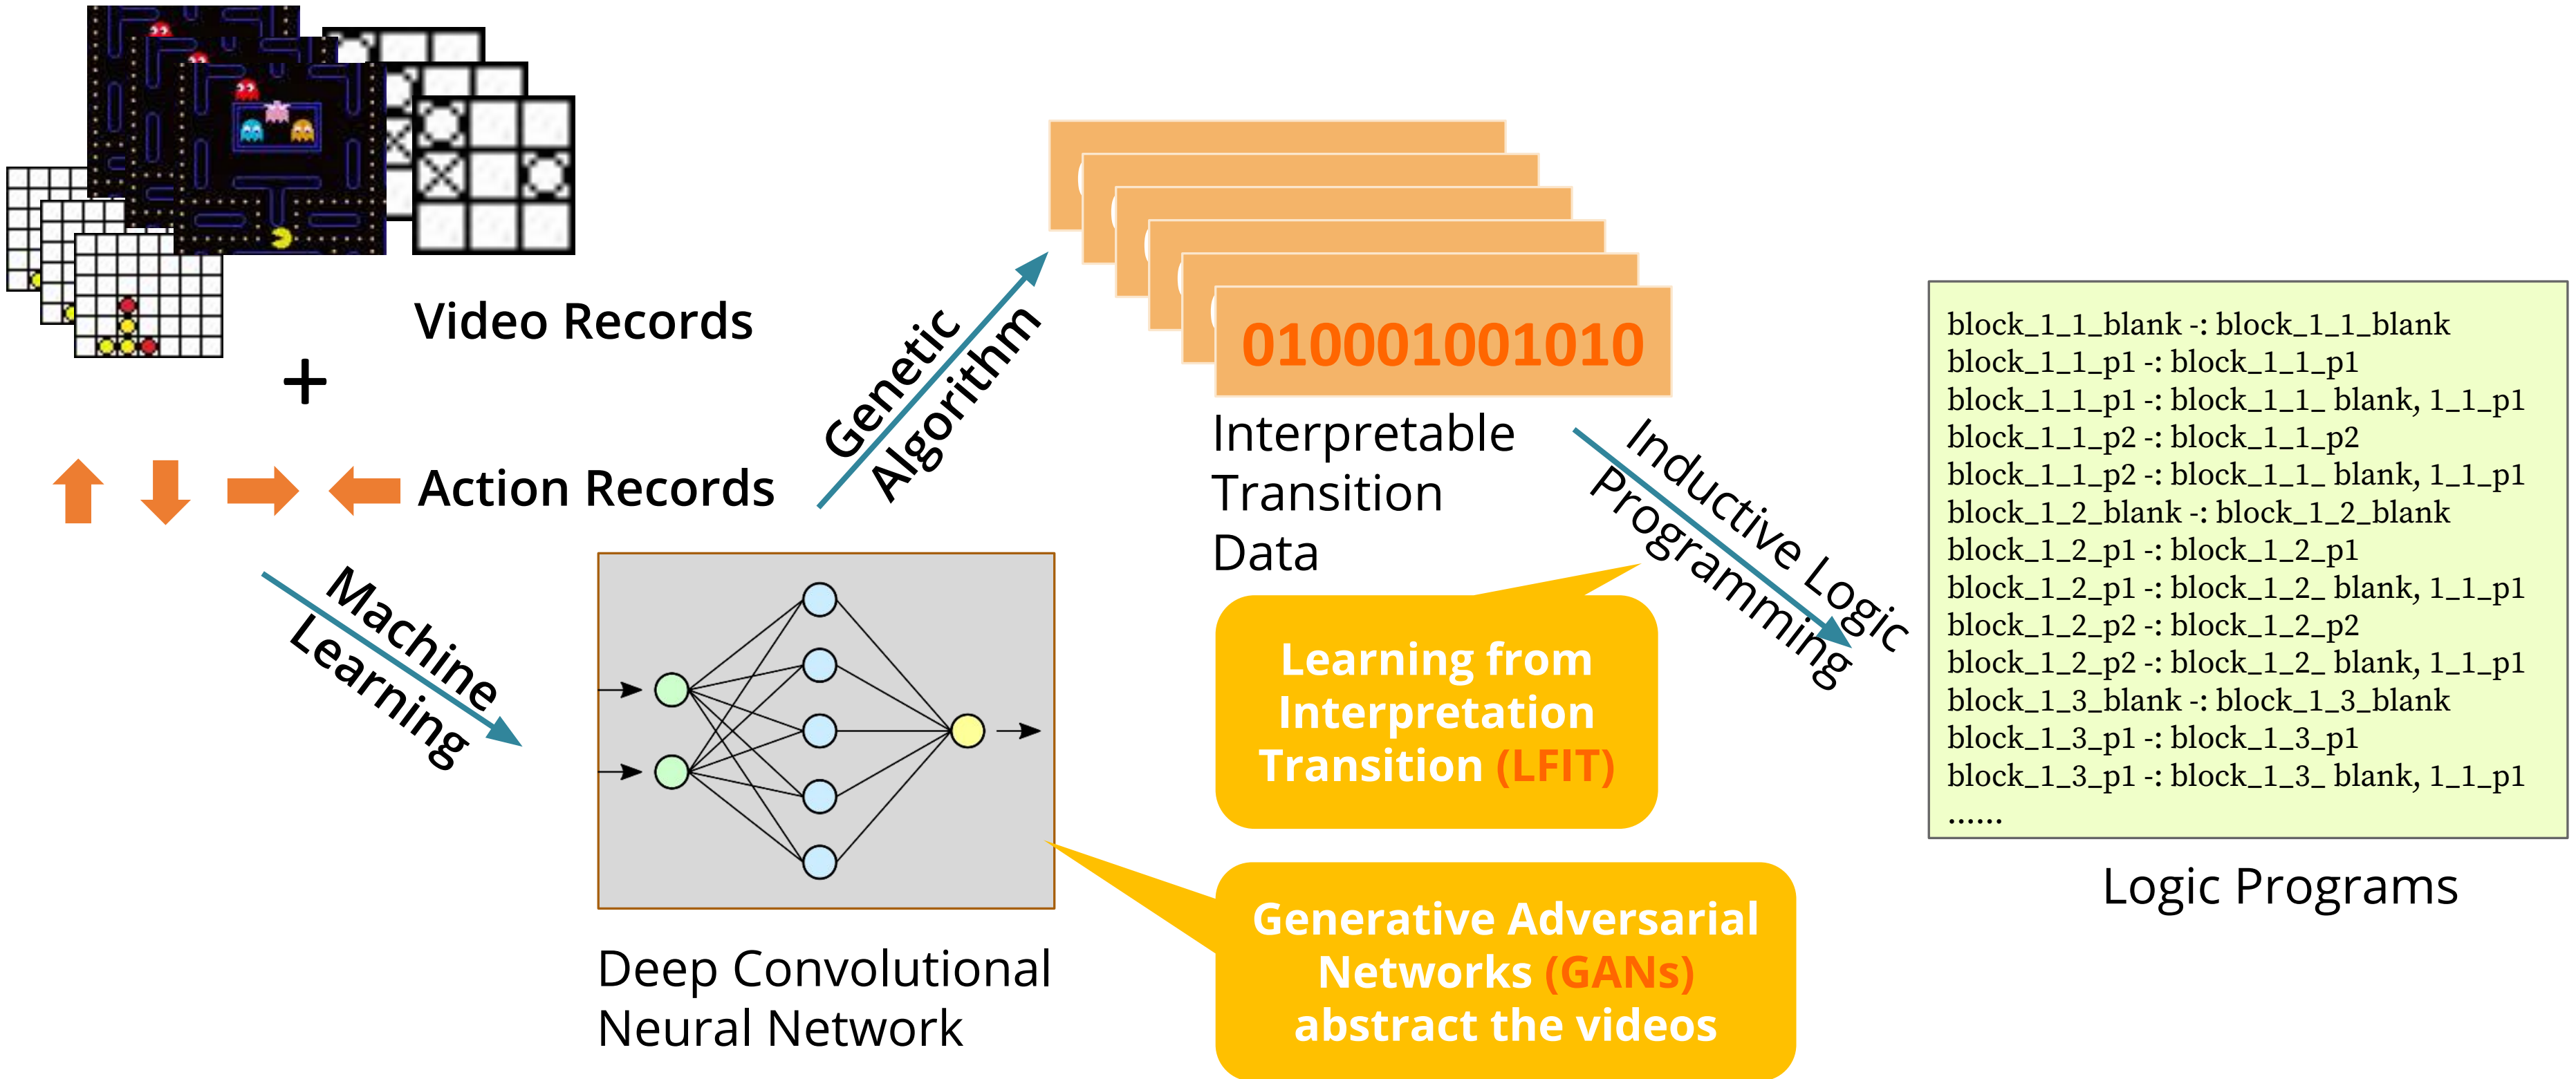 Video Records
+
Action Records
Machine
Learning
Genetic
Algorithm
Deep Convolutional
Neural Network
010001001010
Interpretable
Transition
Data
Inductive Logic
Programming
Learning from
Interpretation
Transition (LFIT)
Generative Adversarial
Networks (GANs)
abstract the videos
block_1_1_blank -: block_1_1_blank
block_1_1_p1 -: block_1_1_p1
block_1_1_p1 -: block_1_1_ blank, 1_1_p1
block_1_1_p2 -: block_1_1_p2
block_1_1_p2 -: block_1_1_ blank, 1_1_p1
block_1_2_blank -: block_1_2_blank
block_1_2_p1 -: block_1_2_p1
block_1_2_p1 -: block_1_2_ blank, 1_1_p1
block_1_2_p2 -: block_1_2_p2
block_1_2_p2 -: block_1_2_ blank, 1_1_p1
block_1_3_blank -: block_1_3_blank
block_1_3_p1 -: block_1_3_p1
block_1_3_p1 -: block_1_3_ blank, 1_1_p1
......
Logic Programs